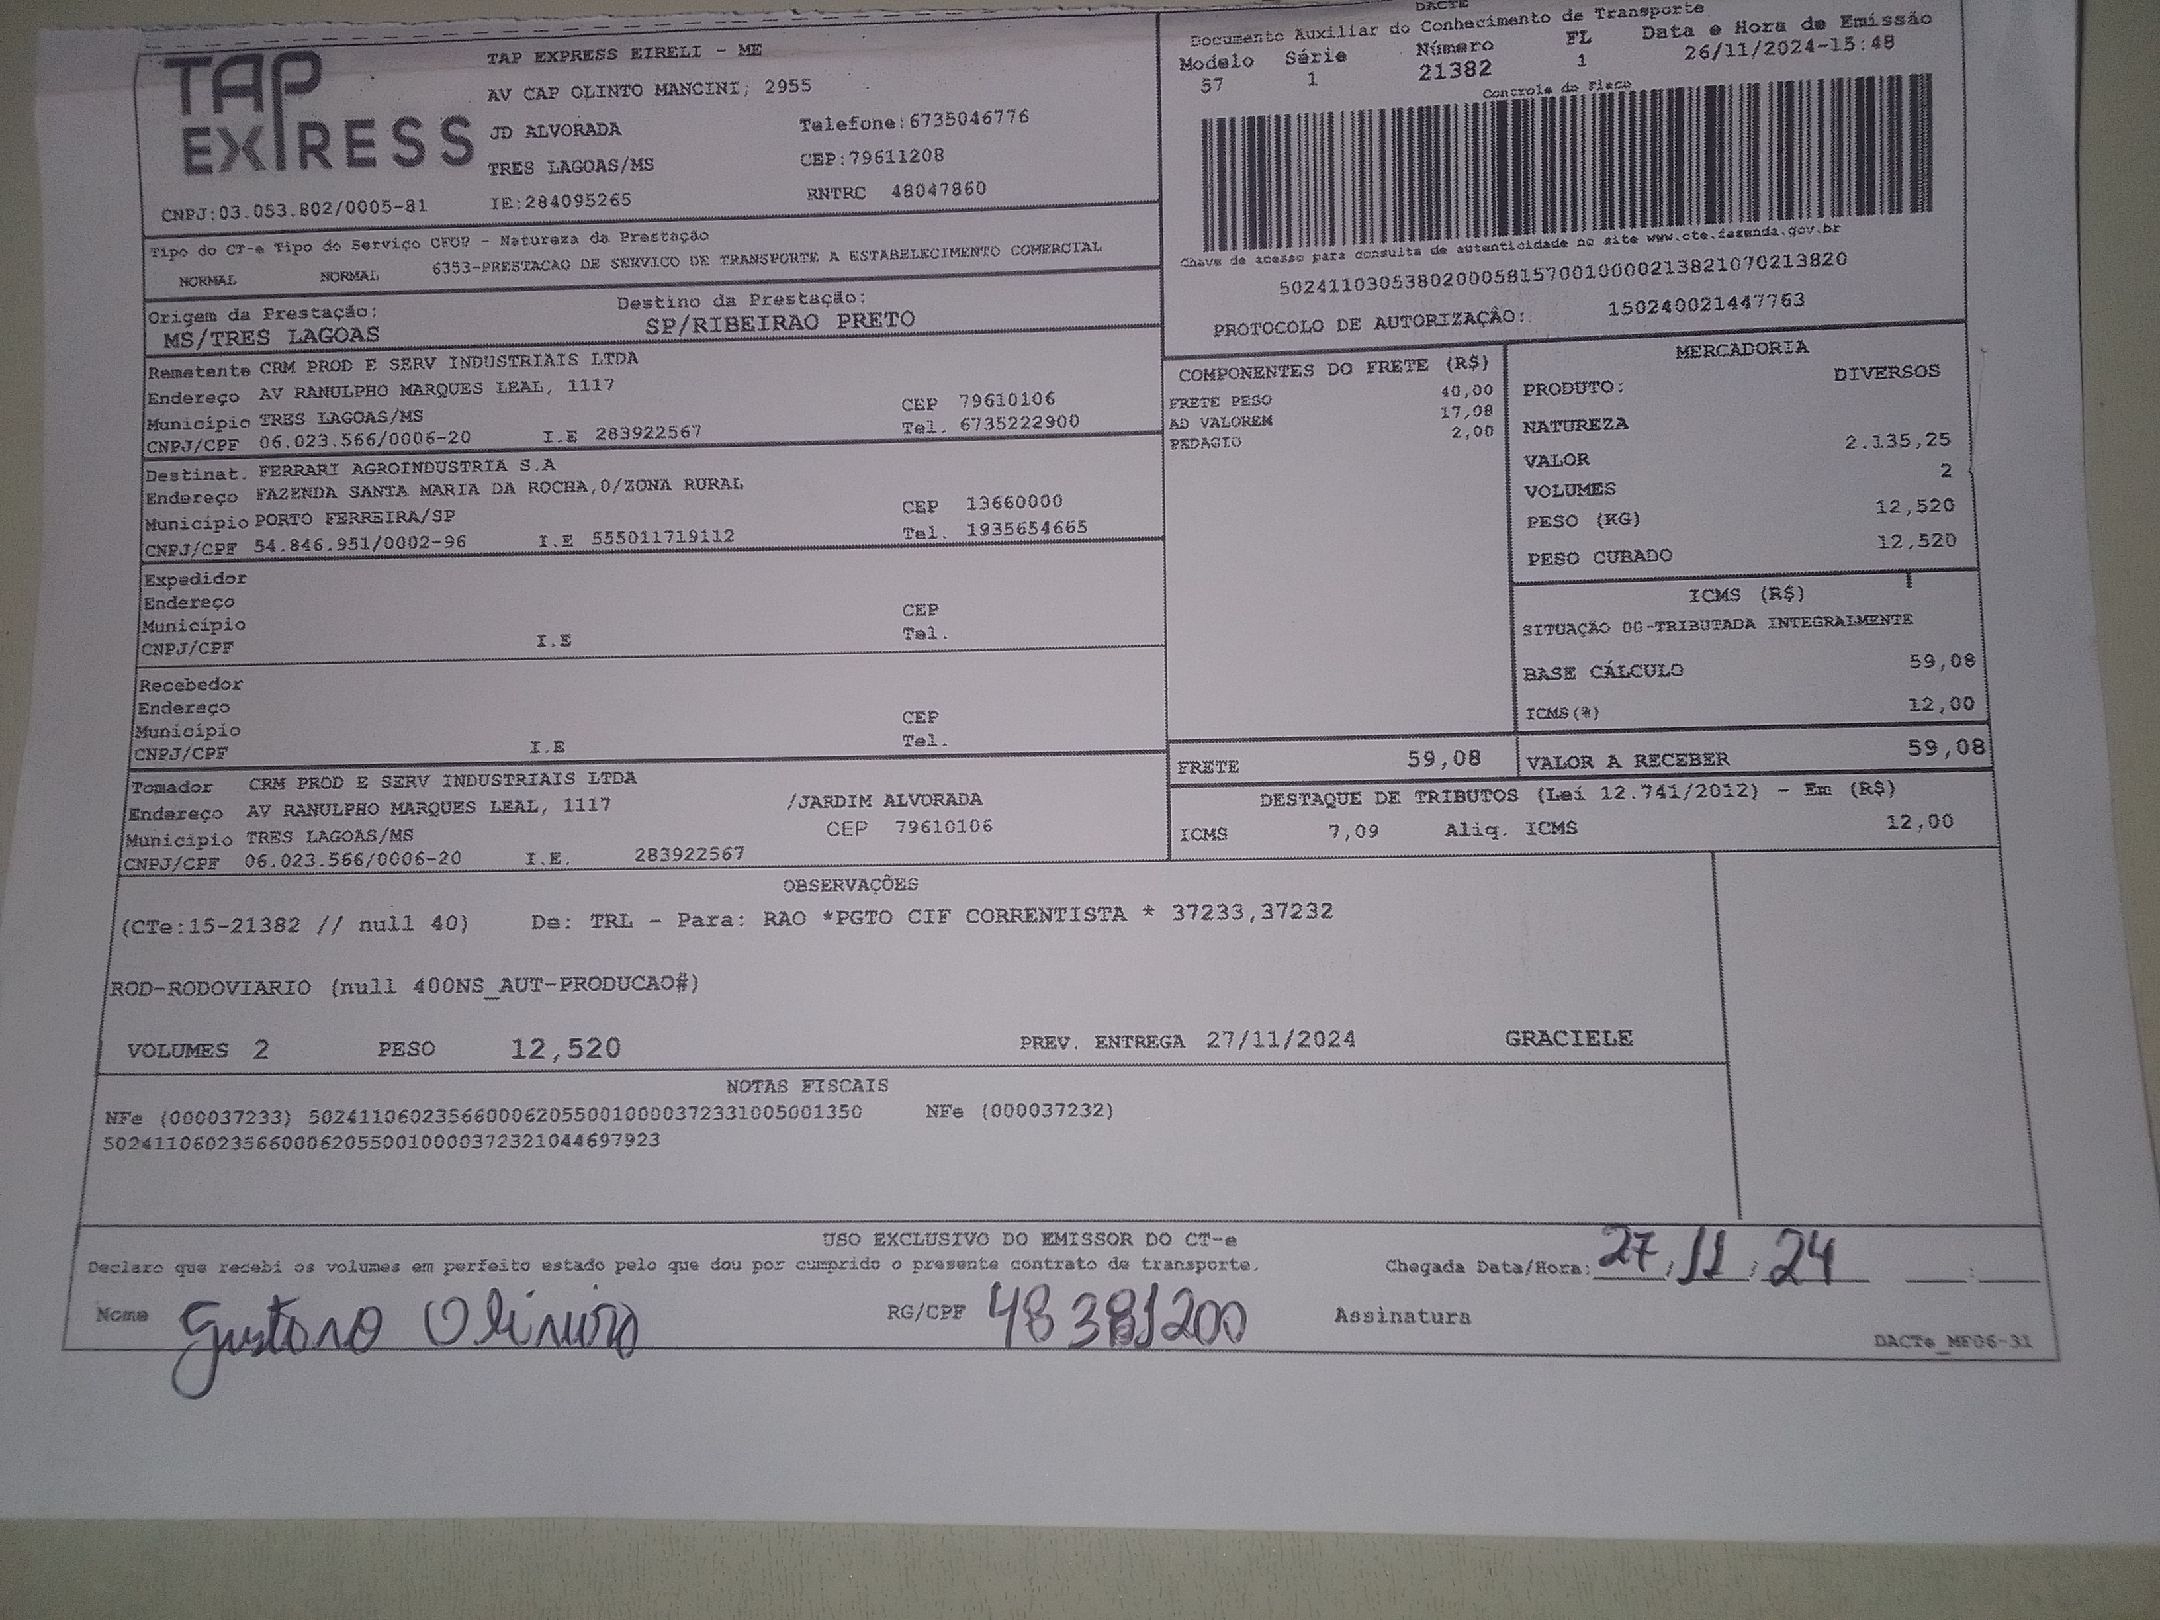 TAP EXPRESS
TAP EXPRESS EIRELI - ME
AV CAP OLINTO MANCINI; 2955
JD ALVORADA Telefone:6735046776
TRES LAGOAS/MS CEP:79611208
CNPJ:03.053.802/0005-81 IE:284095265 RNTRC 48047860
DACTE
Documento Auxiliar do Conhecimento de Transporte
Modelo Série Número FL Data e Hora de Emissão
57 1 21382 1 26/11/2024-15:48
Controle do Fisco
Chave de acesso para consulta de autenticidade no site www.cte.fazenda.gov.br
50241103053802000581570010000213821070213820
PROTOCOLO DE AUTORIZAÇÃO: 150240021447763
Tipo do CT-e Tipo do Serviço CFOP - Natureza da Prestação
NORMAL NORMAL 6353-PRESTACAO DE SERVICO DE TRANSPORTE A ESTABELECIMENTO COMERCIAL
Origem da Prestação: Destino da Prestação:
MS/TRES LAGOAS SP/RIBEIRAO PRETO
Remetente CRM PROD E SERV INDUSTRIAIS LTDA
Endereço AV RANULPHO MARQUES LEAL, 1117
Município TRES LAGOAS/MS CEP 79610106
CNPJ/CPF 06.023.566/0006-20 I.E 283922567 Tel. 6735222900
Destinat. FERRARI AGROINDUSTRIA S.A
Endereço FAZENDA SANTA MARIA DA ROCHA,0/ZONA RURAL
Município PORTO FERREIRA/SP CEP 13660000
CNPJ/CPF 54.846.951/0002-96 I.E 555011719112 Tel. 1935654665
Expedidor
Endereço
Município CEP
CNPJ/CPF I.E Tel.
Recebedor
Endereço
Município CEP
CNPJ/CPF I.E Tel.
Tomador CRM PROD E SERV INDUSTRIAIS LTDA
Endereço AV RANULPHO MARQUES LEAL, 1117 /JARDIM ALVORADA
Município TRES LAGOAS/MS CEP 79610106
CNPJ/CPF 06.023.566/0006-20 I.E. 283922567
COMPONENTES DO FRETE (R$)
FRETE PESO 40,00
AD VALOREM 17,08
PEDAGIO 2,00
MERCADORIA
PRODUTO: DIVERSOS
NATUREZA
VALOR 2.135,25
VOLUMES 2
PESO (KG) 12,520
PESO CUBADO 12,520
ICMS (R$)
SITUAÇÃO 00-TRIBUTADA INTEGRALMENTE
BASE CÁLCULO 59,08
ICMS(%) 12,00
FRETE 59,08 VALOR A RECEBER 59,08
DESTAQUE DE TRIBUTOS (Lei 12.741/2012) - Em (R$)
ICMS 7,09 Aliq. ICMS 12,00
OBSERVAÇÕES
(CTe:15-21382 // null 40) De: TRL - Para: RAO *PGTO CIF CORRENTISTA * 37233,37232
ROD-RODOVIARIO (null 400NS_AUT-PRODUCAO#)
VOLUMES 2 PESO 12,520 PREV. ENTREGA 27/11/2024 GRACIELE
NOTAS FISCAIS
NFe (000037233) 50241106023566000620550010000372331005001350 NFe (000037232)
50241106023566000620550010000372321044697923
USO EXCLUSIVO DO EMISSOR DO CT-e
Declaro que recebi os volumes em perfeito estado pelo que dou por cumprido o presente contrato de transporte. Chegada Data/Hora: 27/11/24 __:__
Nome Gustavo Oliveira RG/CPF 48381200 Assinatura
DACTe_MF06-31